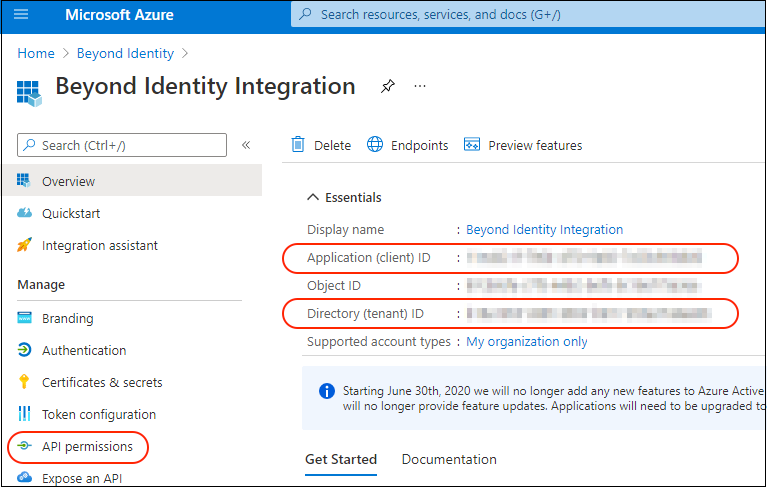 Microsoft Azure
Search resources, services, and docs (G+/)
Home > Beyond Identity >
Beyond Identity Integration
...
Search (Ctrl+/)
«
Overview
Quickstart
Integration assistant
Manage
Branding
Authentication
Certificates & secrets
Token configuration
API permissions
Expose an API
Delete Endpoints Preview features
Essentials
Display name : Beyond Identity Integration
Application (client) ID :
Object ID :
Directory (tenant) ID :
Supported account types : My organization only
Starting June 30th, 2020 we will no longer add any new features to Azure Active
will no longer provide feature updates. Applications will need to be upgraded to
Get Started Documentation